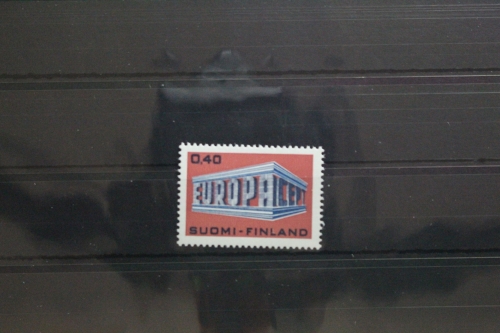 0,40
EUROPA CEPT
SUOMI-FINLAND